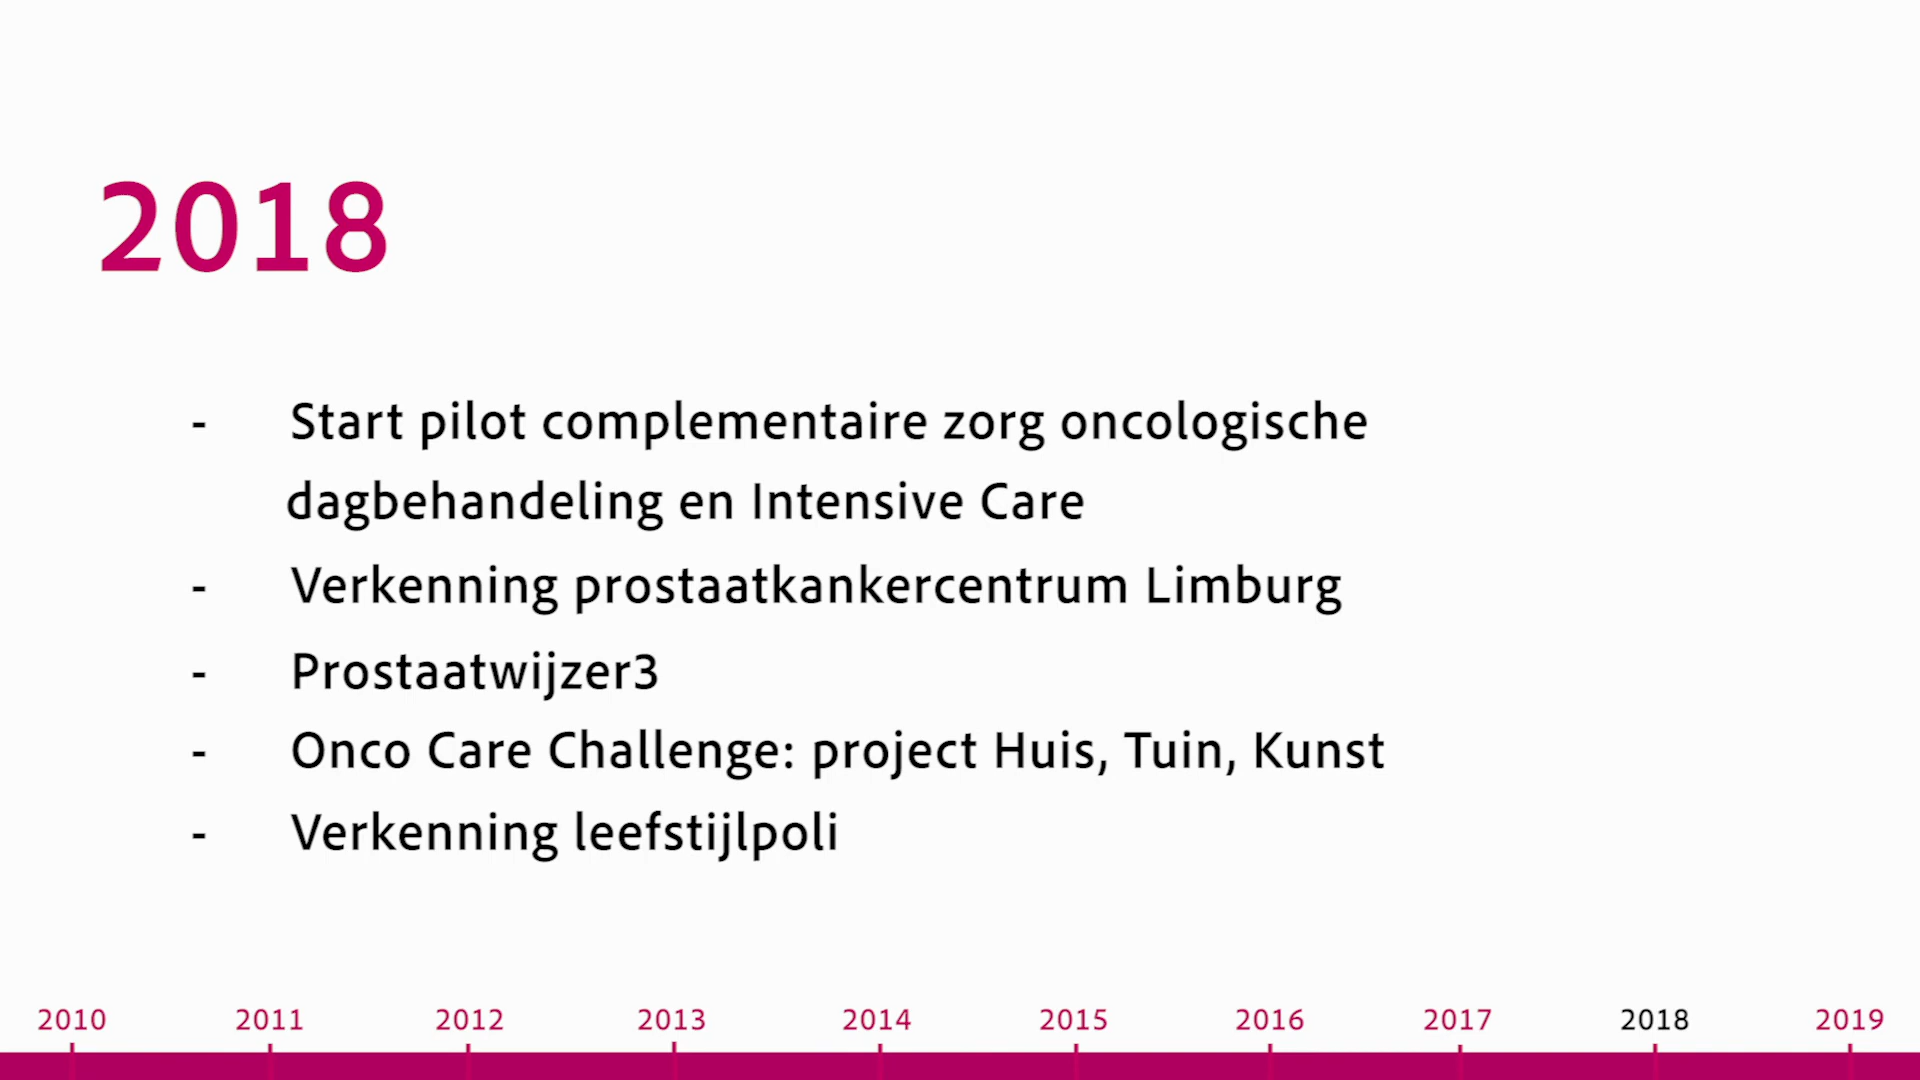 2018
- Start pilot complementaire zorg oncologische
dagbehandeling en Intensive Care
- Verkenning prostaatkankercentrum Limburg
- Prostaatwijzer3
- Onco Care Challenge: project Huis, Tuin, Kunst
- Verkenning leefstijlpoli
2010 2011 2012 2013 2014 2015 2016 2017 2018 2019